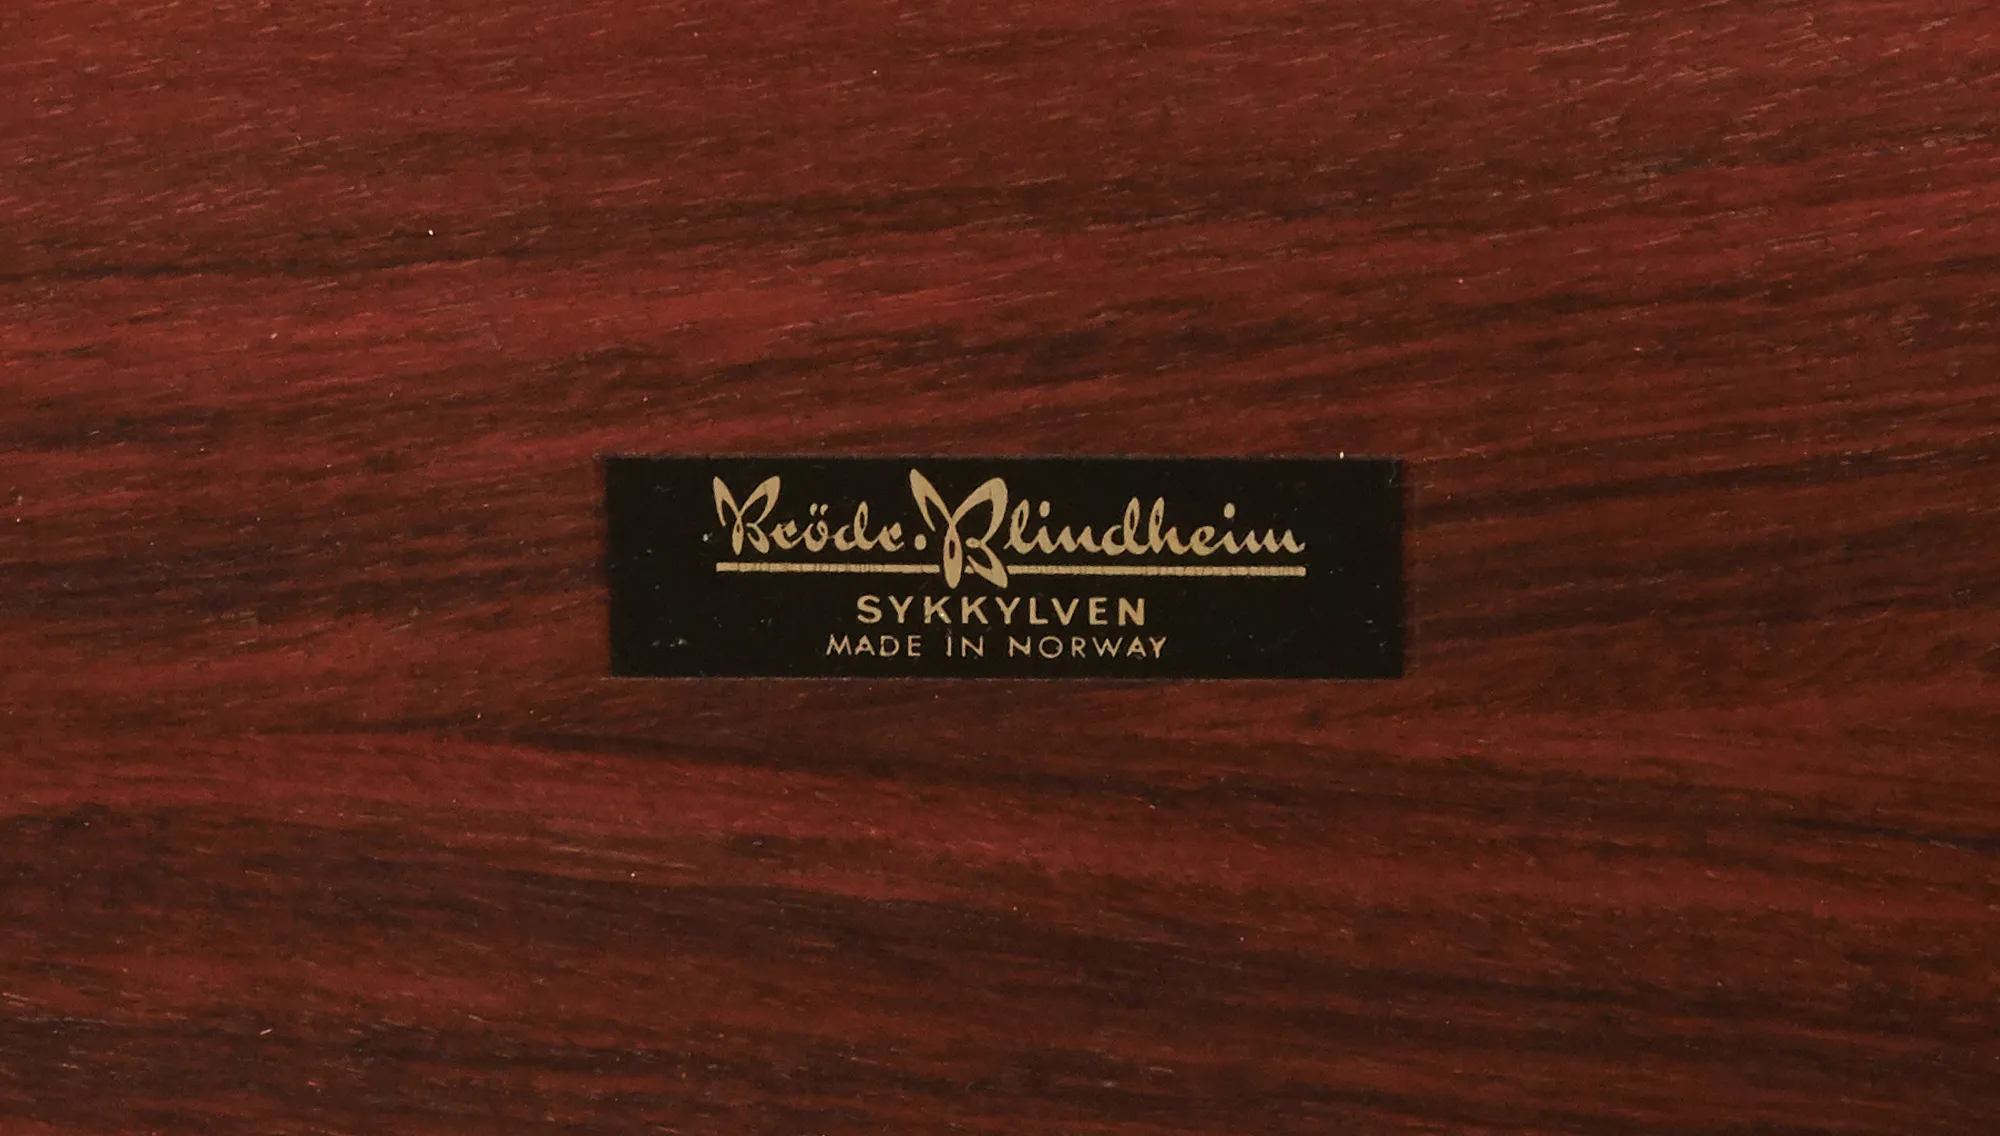 Brödr. Blindheim
SYKKYLVEN
MADE IN NORWAY